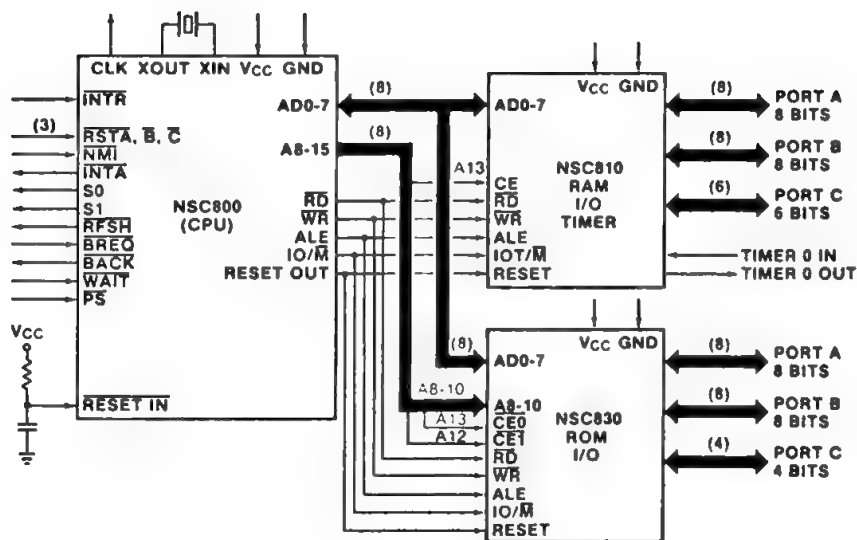 CLK XOUT XIN VCC GND
INTR
(3)
RSTA, B, C
NMI
INTA
S0
S1
RFSH
BREQ
BACK
WAIT
PS
VCC
RESET IN
NSC800
(CPU)
AD0-7
A8-15
RD
WR
ALE
IO/M
RESET OUT
(8)
(8)
A13
VCC GND
AD0-7
CE
RD
WR
ALE
IOT/M
RESET
NSC810
RAM
I/O
TIMER
(8)
PORT A
8 BITS
(8)
PORT B
8 BITS
(6)
PORT C
6 BITS
TIMER 0 IN
TIMER 0 OUT
(8)
A8-10
A13
A12
VCC GND
AD0-7
A8-10
CE0
CE1
RD
WR
ALE
IO/M
RESET
NSC830
ROM
I/O
(8)
PORT A
8 BITS
(8)
PORT B
8 BITS
(4)
PORT C
4 BITS